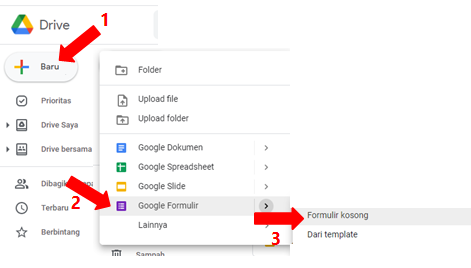 Drive
1
Baru
Prioritas
Drive Saya
Drive bersama
Terbaru
Berbintang
Folder
Upload file
Upload folder
Google Dokumen
Google Spreadsheet
Google Slide
2
Google Formulir
Lainnya
3
Formulir kosong
Dari template
Sampah